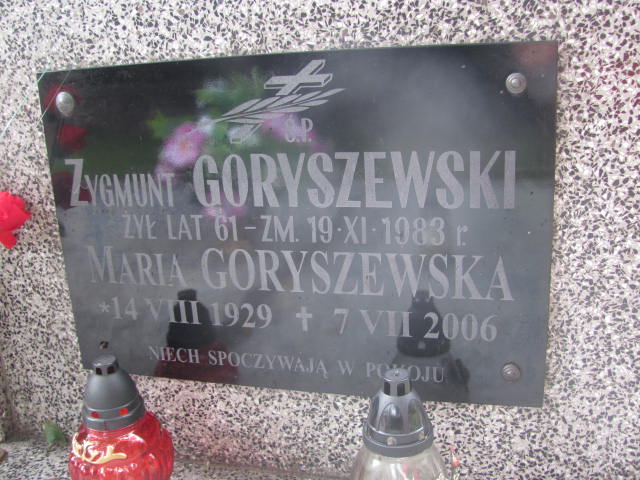 Ś.P.
ZYGMUNT GORYSZEWSKI
ŻYŁ LAT 61 – ZM. 19·XI·1983 r.
MARIA GORYSZEWSKA
*14 VIII 1929 † 7 VII 2006
NIECH SPOCZYWAJĄ W POKOJU